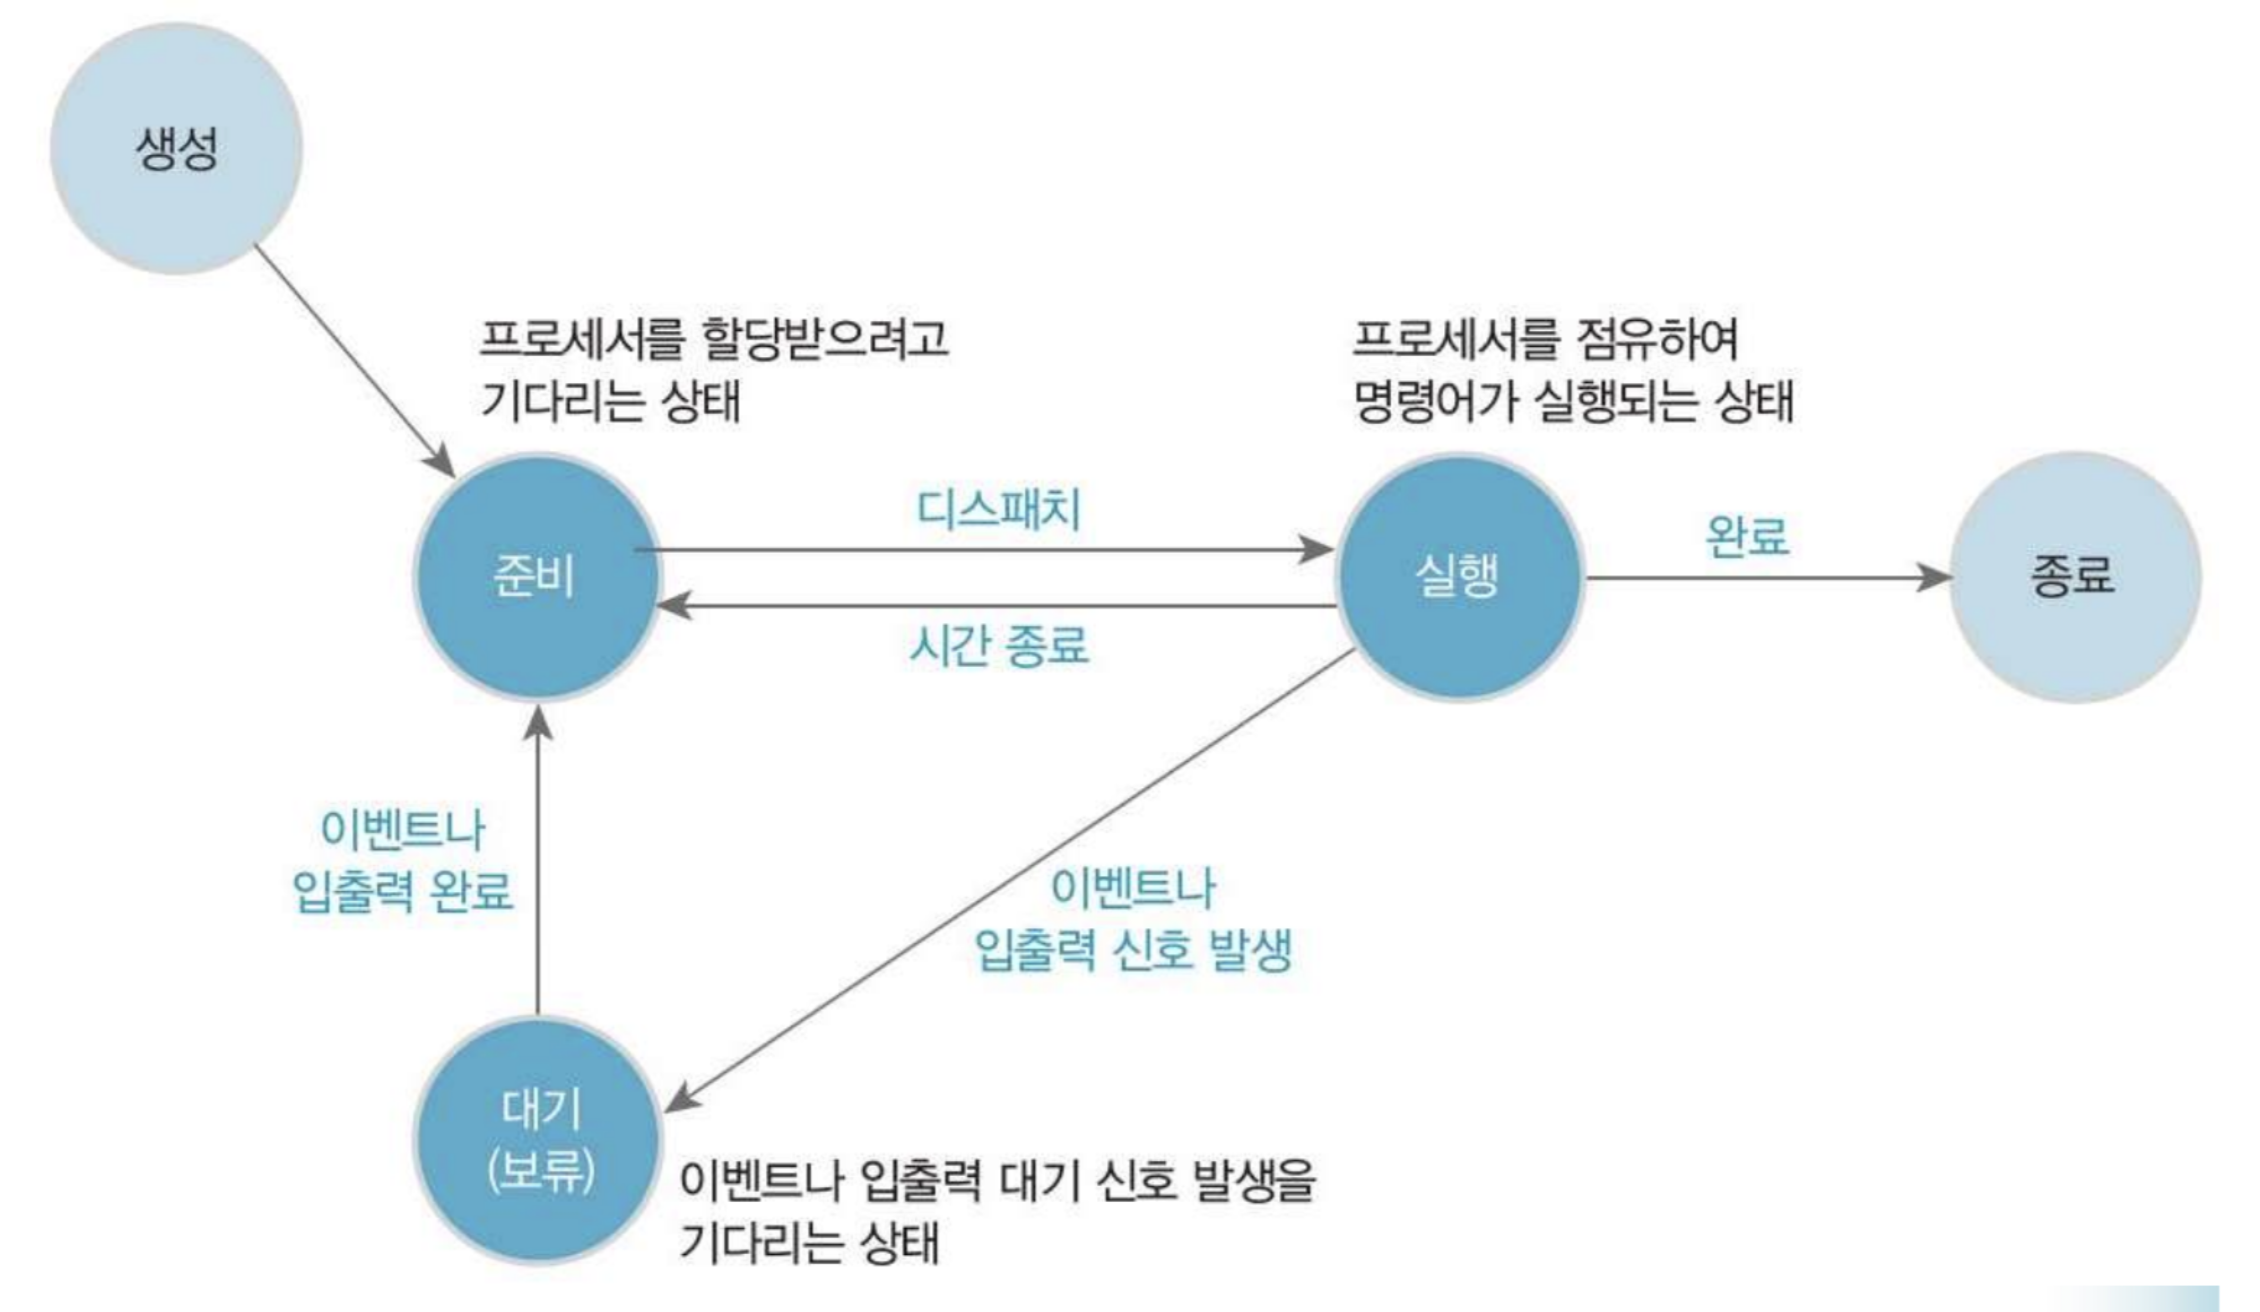 생성
프로세서를 할당받으려고
기다리는 상태
프로세서를 점유하여
명령어가 실행되는 상태
디스패치
완료
준비
실행
종료
시간 종료
이벤트나
입출력 완료
이벤트나
입출력 신호 발생
대기
(보류)
이벤트나 입출력 대기 신호 발생을
기다리는 상태